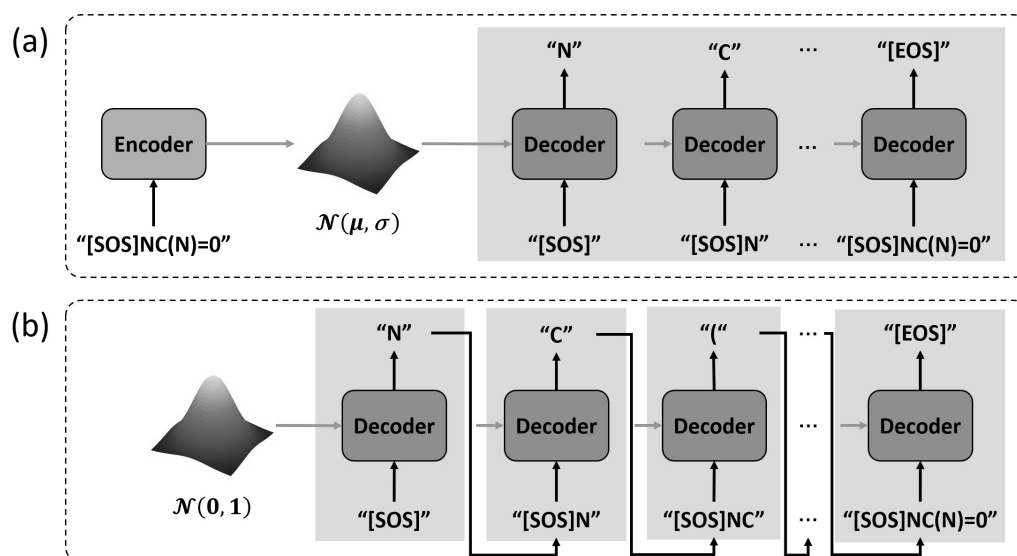 (a)
“N” “C” ... “[EOS]”
Encoder Decoder Decoder ... Decoder
𝒩(μ, σ)
“[SOS]NC(N)=0” “[SOS]” “[SOS]N” ... “[SOS]NC(N)=0”
(b)
“N” “C” “(“ ... “[EOS]”
Decoder Decoder Decoder ... Decoder
𝒩(0, 1)
“[SOS]” “[SOS]N” “[SOS]NC” ... “[SOS]NC(N)=0”